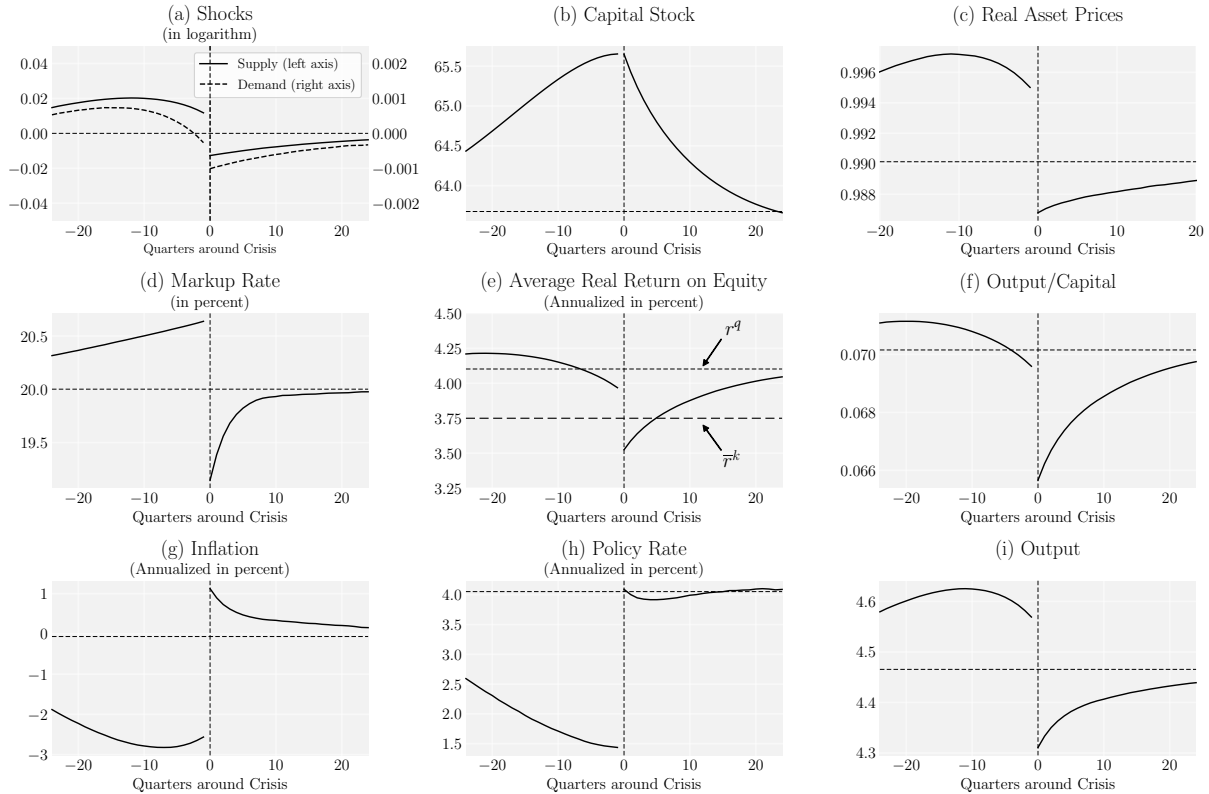 (a) Shocks
(in logarithm)
0.04
0.02
0.00
−0.02
−0.04
0.002
0.001
0.000
−0.001
−0.002
Supply (left axis)
Demand (right axis)
−20 −10 0 10 20
Quarters around Crisis
(b) Capital Stock
65.5
65.0
64.5
64.0
−20 −10 0 10 20
Quarters around Crisis
(c) Real Asset Prices
0.996
0.994
0.992
0.990
0.988
−20 −10 0 10 20
Quarters around Crisis
(d) Markup Rate
(in percent)
20.5
20.0
19.5
−20 −10 0 10 20
Quarters around Crisis
(e) Average Real Return on Equity
(Annualized in percent)
4.50
4.25
4.00
3.75
3.50
3.25
r^q
r̅^k
−20 −10 0 10 20
Quarters around Crisis
(f) Output/Capital
0.070
0.068
0.066
−20 −10 0 10 20
Quarters around Crisis
(g) Inflation
(Annualized in percent)
1
0
−1
−2
−3
−20 −10 0 10 20
Quarters around Crisis
(h) Policy Rate
(Annualized in percent)
4.0
3.5
3.0
2.5
2.0
1.5
−20 −10 0 10 20
Quarters around Crisis
(i) Output
4.6
4.5
4.4
4.3
−20 −10 0 10 20
Quarters around Crisis